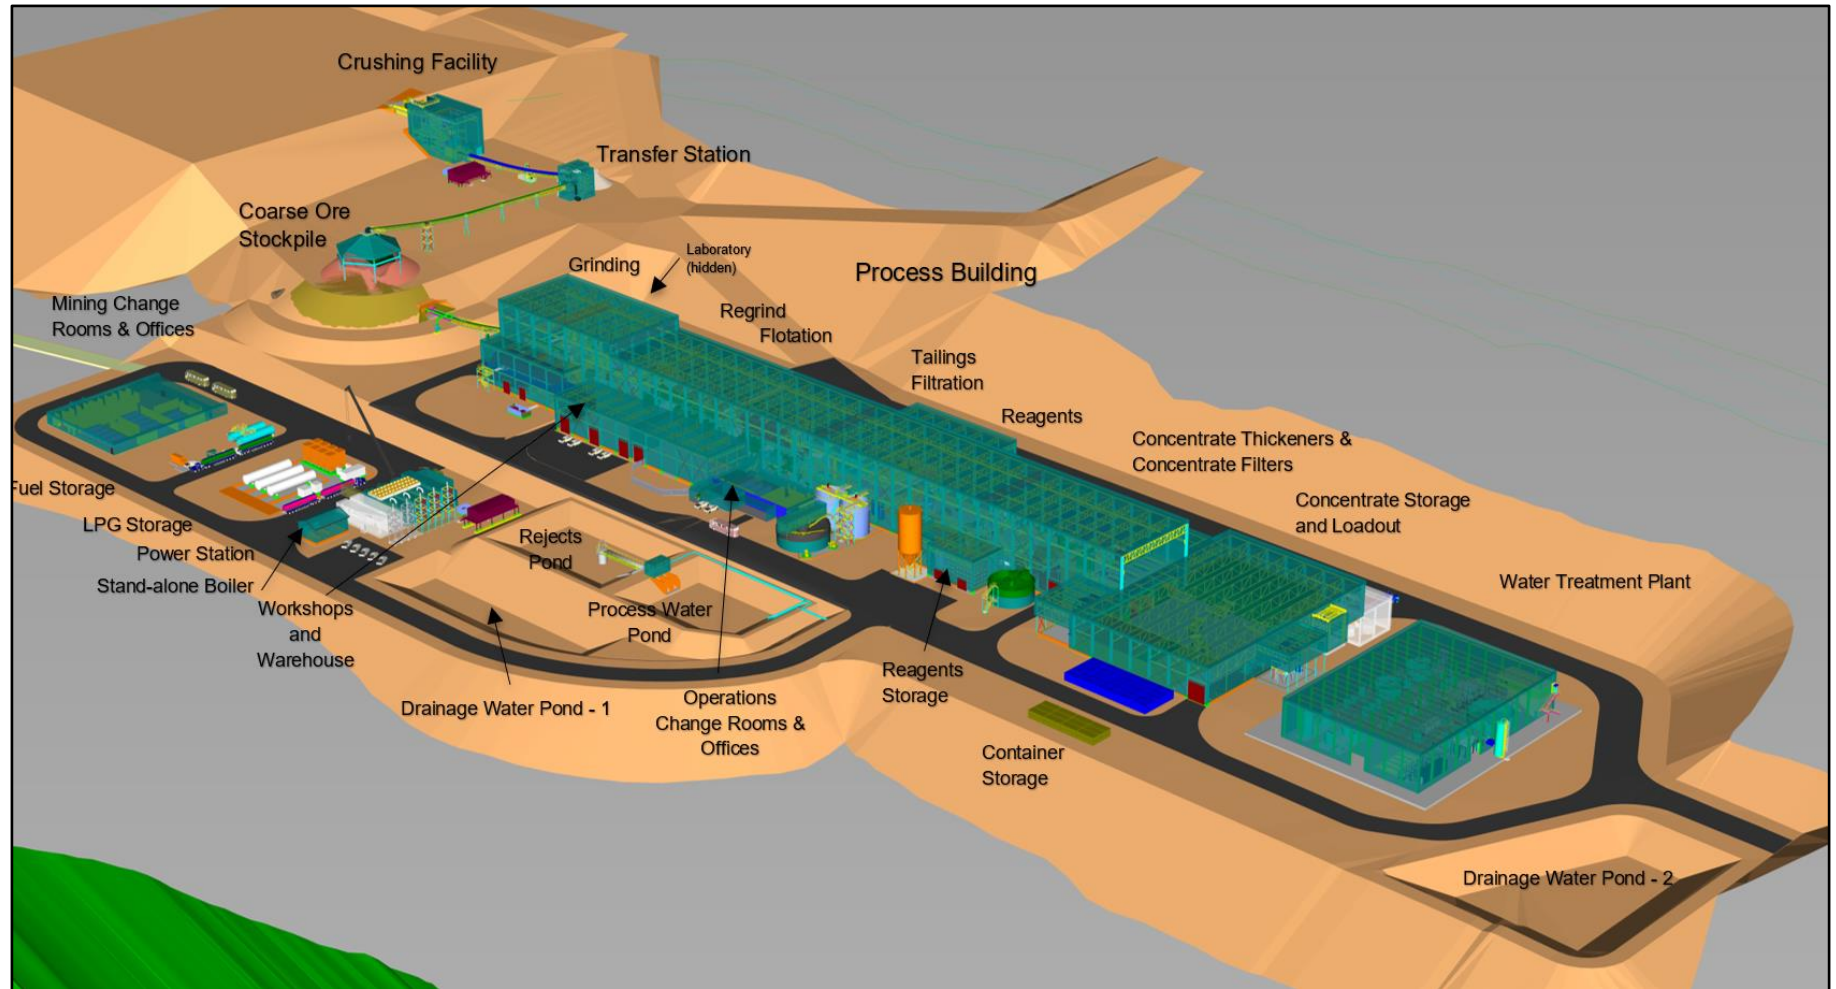 Crushing Facility
Transfer Station
Coarse Ore
Stockpile
Laboratory
(hidden)
Grinding
Process Building
Mining Change
Rooms & Offices
Regrind
Flotation
Tailings
Filtration
Reagents
Concentrate Thickeners &
Concentrate Filters
Concentrate Storage
and Loadout
Fuel Storage
LPG Storage
Power Station
Stand-alone Boiler
Workshops
and
Warehouse
Rejects
Pond
Process Water
Pond
Water Treatment Plant
Drainage Water Pond - 1
Operations
Change Rooms &
Offices
Reagents
Storage
Container
Storage
Drainage Water Pond - 2